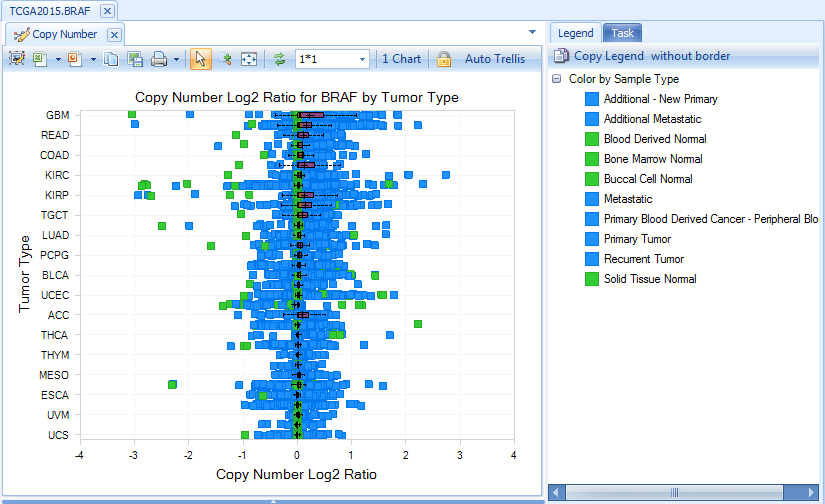 TCGA2015.BRAF
Copy Number
1*1
1 Chart
Auto Trellis
Copy Number Log2 Ratio for BRAF by Tumor Type
Tumor Type
GBM
READ
COAD
KIRC
KIRP
TGCT
LUAD
PCPG
BLCA
UCEC
ACC
THCA
THYM
MESO
ESCA
UVM
UCS
-4 -3 -2 -1 0 1 2 3 4
Copy Number Log2 Ratio
Legend Task
Copy Legend without border
Color by Sample Type
Additional - New Primary
Additional Metastatic
Blood Derived Normal
Bone Marrow Normal
Buccal Cell Normal
Metastatic
Primary Blood Derived Cancer - Peripheral Blo
Primary Tumor
Recurrent Tumor
Solid Tissue Normal